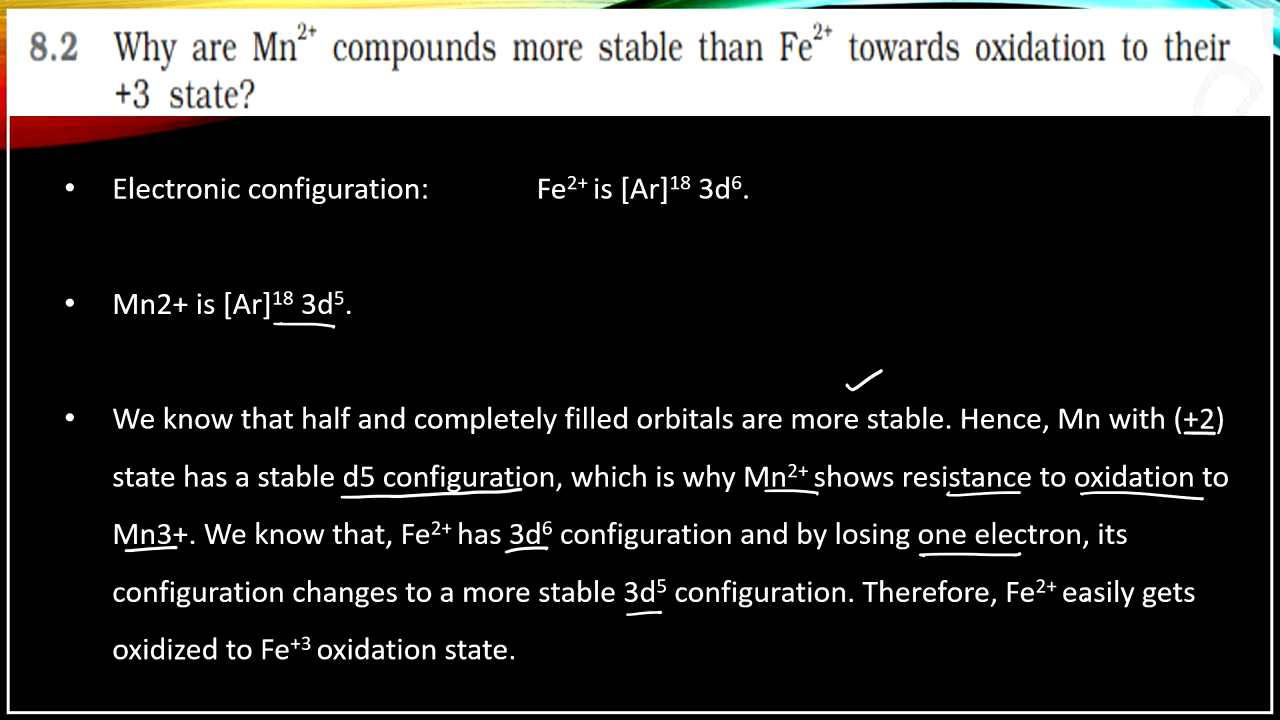 8.2 Why are Mn²⁺ compounds more stable than Fe²⁺ towards oxidation to their
+3 state?
• Electronic configuration: Fe²⁺ is [Ar]¹⁸ 3d⁶.
• Mn2+ is [Ar]¹⁸ 3d⁵.
• We know that half and completely filled orbitals are more stable. Hence, Mn with (+2)
state has a stable d5 configuration, which is why Mn²⁺ shows resistance to oxidation to
Mn3+. We know that, Fe²⁺ has 3d⁶ configuration and by losing one electron, its
configuration changes to a more stable 3d⁵ configuration. Therefore, Fe²⁺ easily gets
oxidized to Fe⁺³ oxidation state.